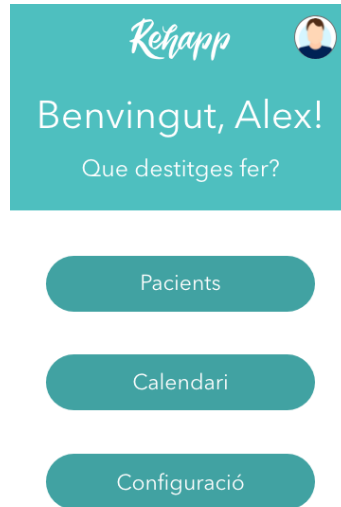 Rehapp
Benvingut, Alex!
Que destitges fer?
Pacients
Calendari
Configuració